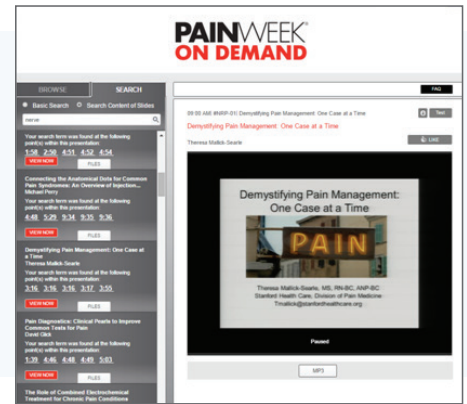 PAINWEEK®
ON DEMAND
BROWSE
SEARCH
Basic Search
Search Content of Slides
nerve
Your search term was found at the following
point(s) within this presentation:
1:58 2:50 4:51 4:52 4:54
VIEW NOW
FILES
Connecting the Anatomical Dots for Common
Pain Syndromes: An Overview of Injection...
Michael Perry
Your search term was found at the following
point(s) within this presentation:
4:48 5:29 9:34 9:35 9:36
VIEW NOW
FILES
Demystifying Pain Management: One Case at
a Time
Theresa Mallick-Searle
Your search term was found at the following
point(s) within this presentation:
3:16 3:16 3:16 3:17 3:55
VIEW NOW
FILES
Pain Diagnostics: Clinical Pearls to Improve
Common Tests for Pain
David Glick
Your search term was found at the following
point(s) within this presentation:
1:39 4:46 4:48 4:49 5:03
VIEW NOW
FILES
The Role of Combined Electrochemical
Treatment for Chronic Pain Conditions
FAQ
Demystifying Pain Management: One Case at a Time
Text
Demystifying Pain Management: One Case at a Time
Theresa Mallick-Searle
LIKE
Demystifying Pain Management:
One Case at a Time
PAIN
Theresa Mallick-Searle, MS, RN-BC, ANP-BC
Stanford Health Care, Division of Pain Medicine
Tmallick@stanfordhealthcare.org
Paused
MP3